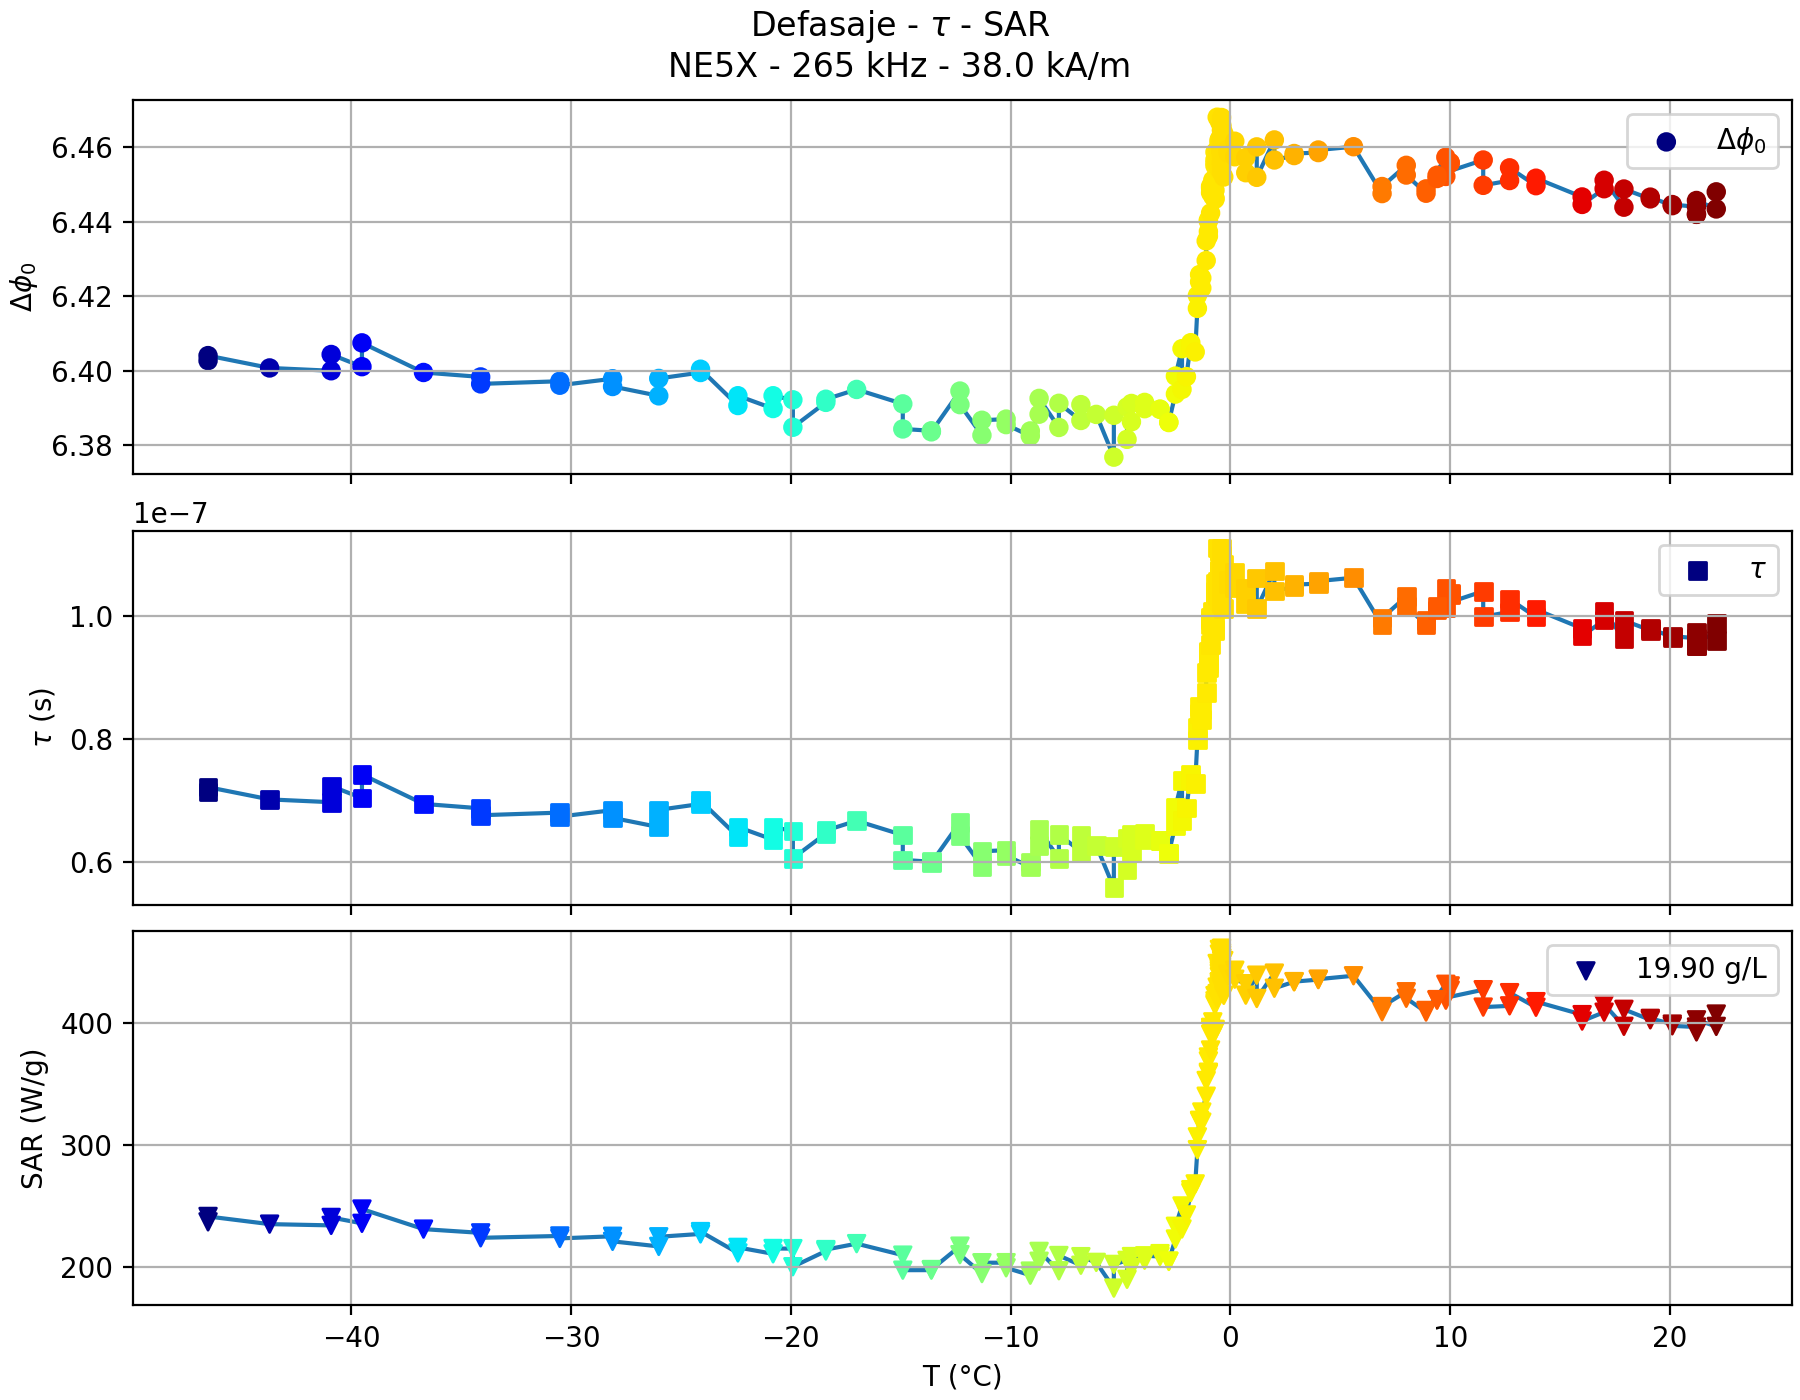 Defasaje - τ - SAR
NE5X - 265 kHz - 38.0 kA/m
Δϕ₀
6.46
6.44
6.42
6.40
6.38
Δϕ₀
1e−7
τ
1.0
0.8
0.6
τ (s)
19.90 g/L
400
300
200
SAR (W/g)
−40 −30 −20 −10 0 10 20
T (°C)